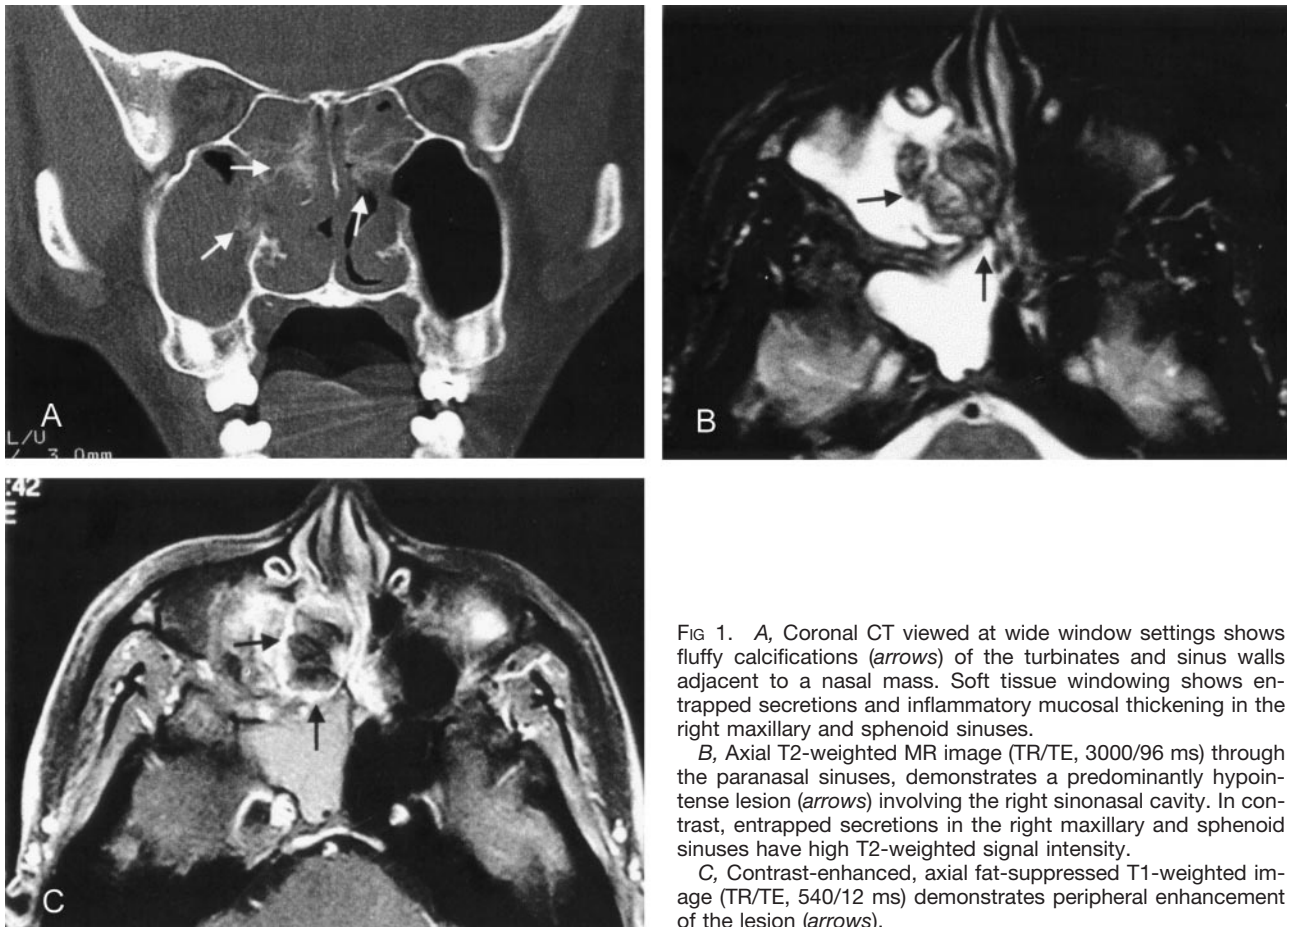 A
L/U
/ 3.0mm
B
:42
E
C
FIG 1. A, Coronal CT viewed at wide window settings shows
fluffy calcifications (arrows) of the turbinates and sinus walls
adjacent to a nasal mass. Soft tissue windowing shows en-
trapped secretions and inflammatory mucosal thickening in the
right maxillary and sphenoid sinuses.
B, Axial T2-weighted MR image (TR/TE, 3000/96 ms) through
the paranasal sinuses, demonstrates a predominantly hypoin-
tense lesion (arrows) involving the right sinonasal cavity. In con-
trast, entrapped secretions in the right maxillary and sphenoid
sinuses have high T2-weighted signal intensity.
C, Contrast-enhanced, axial fat-suppressed T1-weighted im-
age (TR/TE, 540/12 ms) demonstrates peripheral enhancement
of the lesion (arrows).